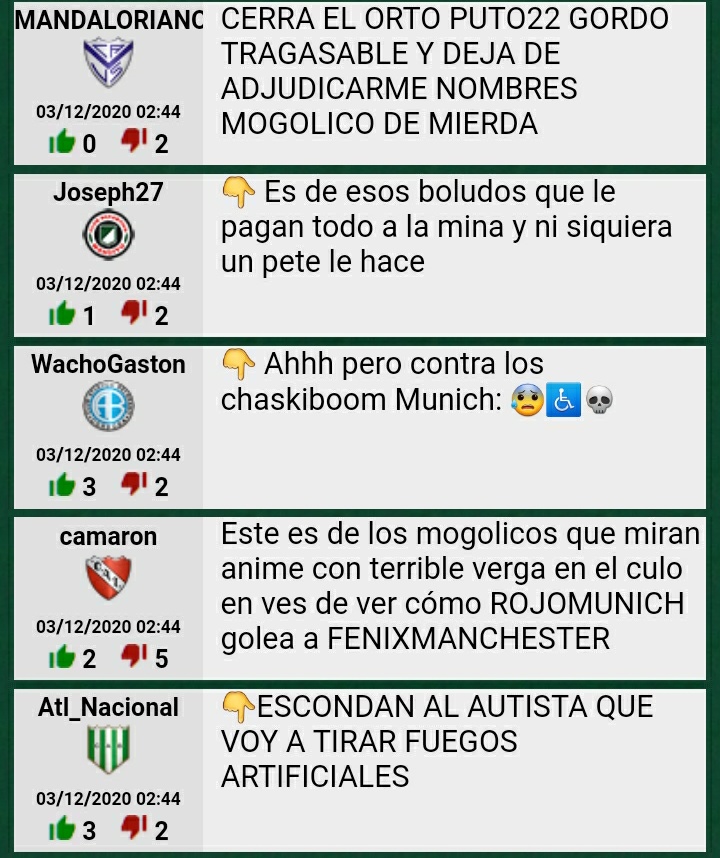 MANDALORIANO
03/12/2020 02:44
0 2
CERRA EL ORTO PUTO22 GORDO
TRAGASABLE Y DEJA DE
ADJUDICARME NOMBRES
MOGOLICO DE MIERDA
Joseph27
03/12/2020 02:44
1 2
👇 Es de esos boludos que le
pagan todo a la mina y ni siquiera
un pete le hace
WachoGaston
03/12/2020 02:44
3 2
👇 Ahhh pero contra los
chaskiboom Munich: 😰♿💀
camaron
C.A.I.
03/12/2020 02:44
2 5
Este es de los mogolicos que miran
anime con terrible verga en el culo
en ves de ver cómo ROJOMUNICH
golea a FENIXMANCHESTER
Atl_Nacional
03/12/2020 02:44
3 2
👇ESCONDAN AL AUTISTA QUE
VOY A TIRAR FUEGOS
ARTIFICIALES